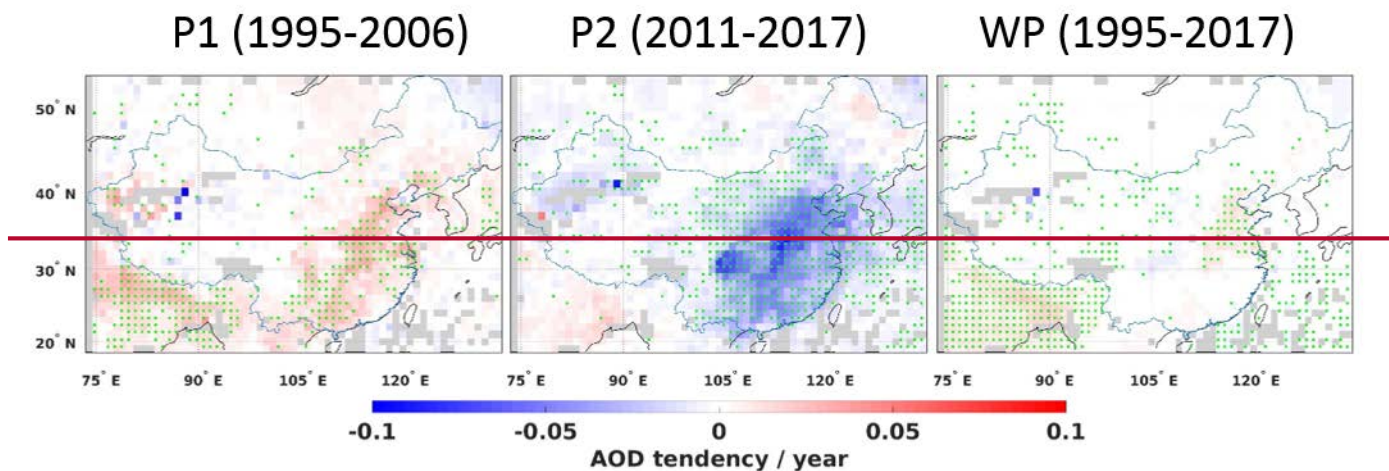 P1 (1995-2006) P2 (2011-2017) WP (1995-2017)
50° N
40° N
30° N
20° N
75° E 90° E 105° E 120° E 75° E 90° E 105° E 120° E 75° E 90° E 105° E 120° E
-0.1 -0.05 0 0.05 0.1
AOD tendency / year